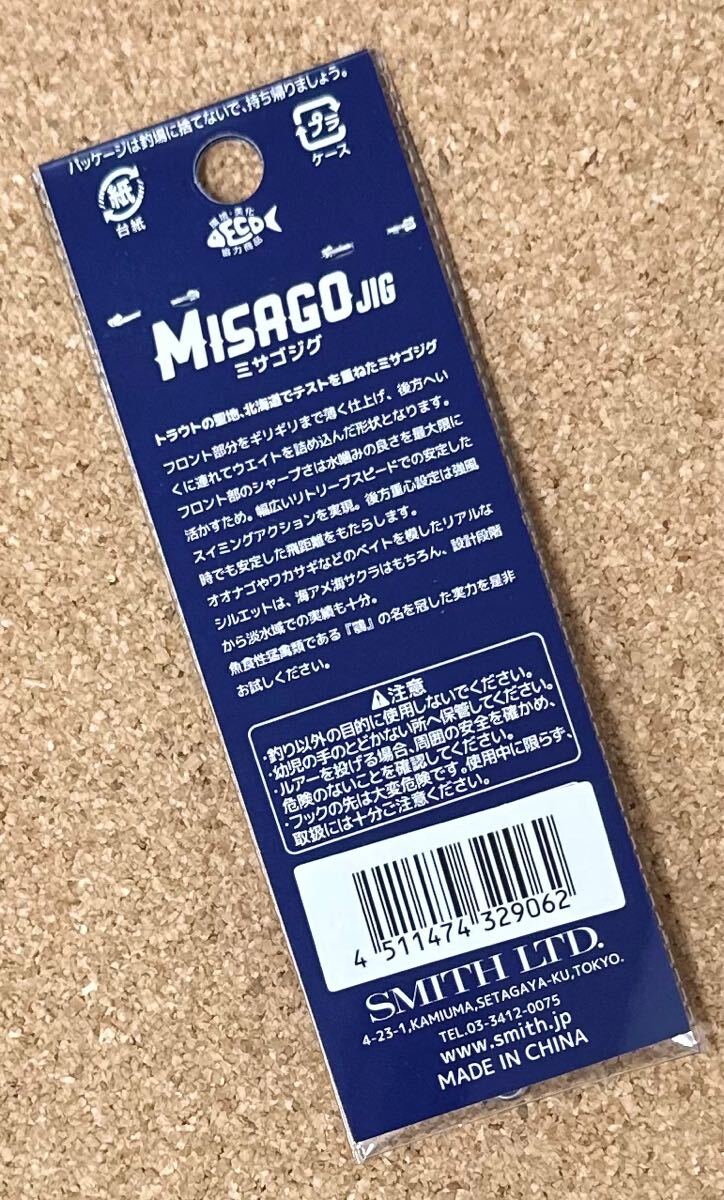 パッケージは釣場に捨てないで、持ち帰りましょう。
紙
台紙
プラ
ケース
環境・美化
DECO
協力商品
MISAGO JIG
ミサゴジグ
トラウトの聖地、北海道でテストを重ねたミサゴジグ
フロント部分をギリギリまで薄く仕上げ、後方へい
くに連れてウエイトを詰め込んだ形状となります。
フロント部のシャープさは水噛みの良さを最大限に
活かすため。幅広いリトリーブスピードでの安定した
スイミングアクションを実現。後方重心設定は強風
時でも安定した飛距離をもたらします。
オオナゴやワカサギなどのベイトを模したリアルな
シルエットは、海アメ海サクラはもちろん、設計段階
から淡水域での実績も十分。
魚食性猛禽類である『鶚』の名を冠した実力を是非
お試しください。
⚠注意
・釣り以外の目的に使用しないでください。
・幼児の手のとどかない所へ保管してください。
・ルアーを投げる場合、周囲の安全を確かめ、
危険のないことを確認してください。
・フックの先は大変危険です。使用中に限らず、
取扱には十分ご注意ください。
4 511474 329062
SMITH LTD.
4-23-1,KAMIUMA,SETAGAYA-KU,TOKYO.
TEL.03-3412-0075
www.smith.jp
MADE IN CHINA